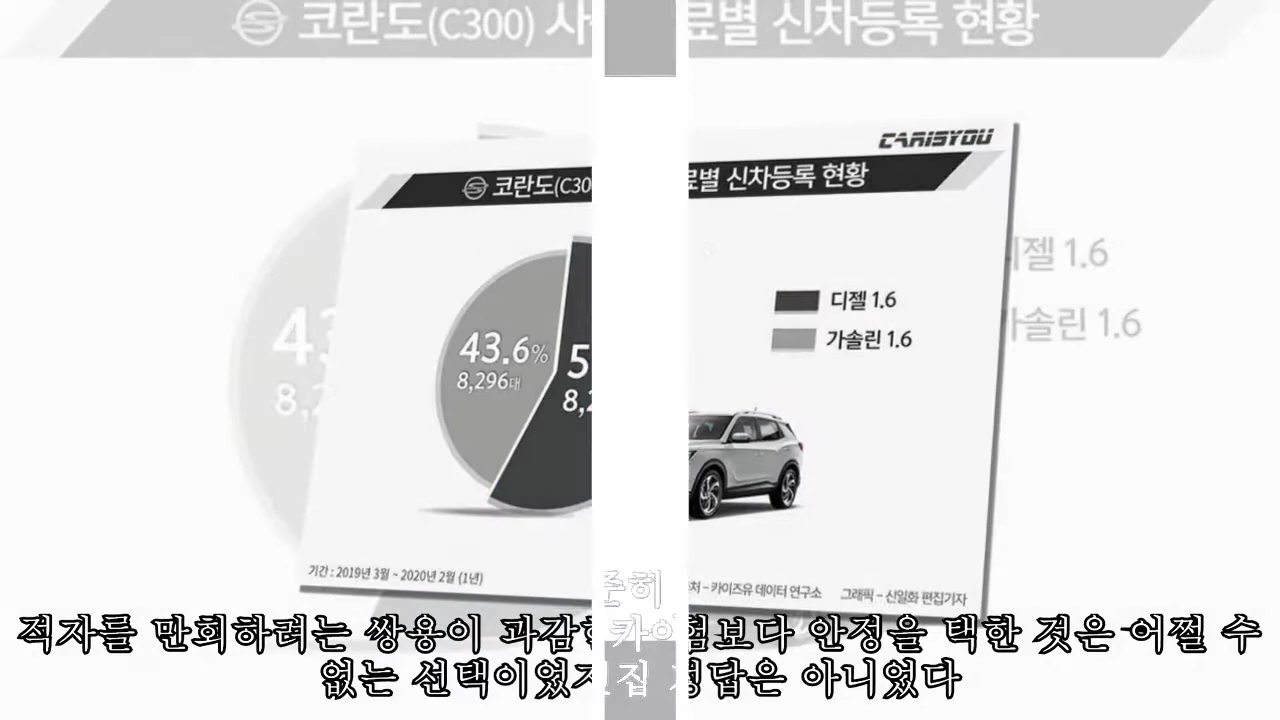 코란도(C300) 사 료별 신차등록 현황
CARISYOU
코란도(C30 료별 신차등록 현황
디젤 1.6
디젤 1.6
가솔린 1.6
가솔린 1.6
43.6%
8,296대
기간 : 2019년 3월 ~ 2020년 2월 (1년)
카이즈유 데이터 연구소 그래픽 - 신일화 편집기자
적자를 만회하려는 쌍용이 과감한 보다 안정을 택한 것은 어쩔 수
없는 선택이었지 정답은 아니었다